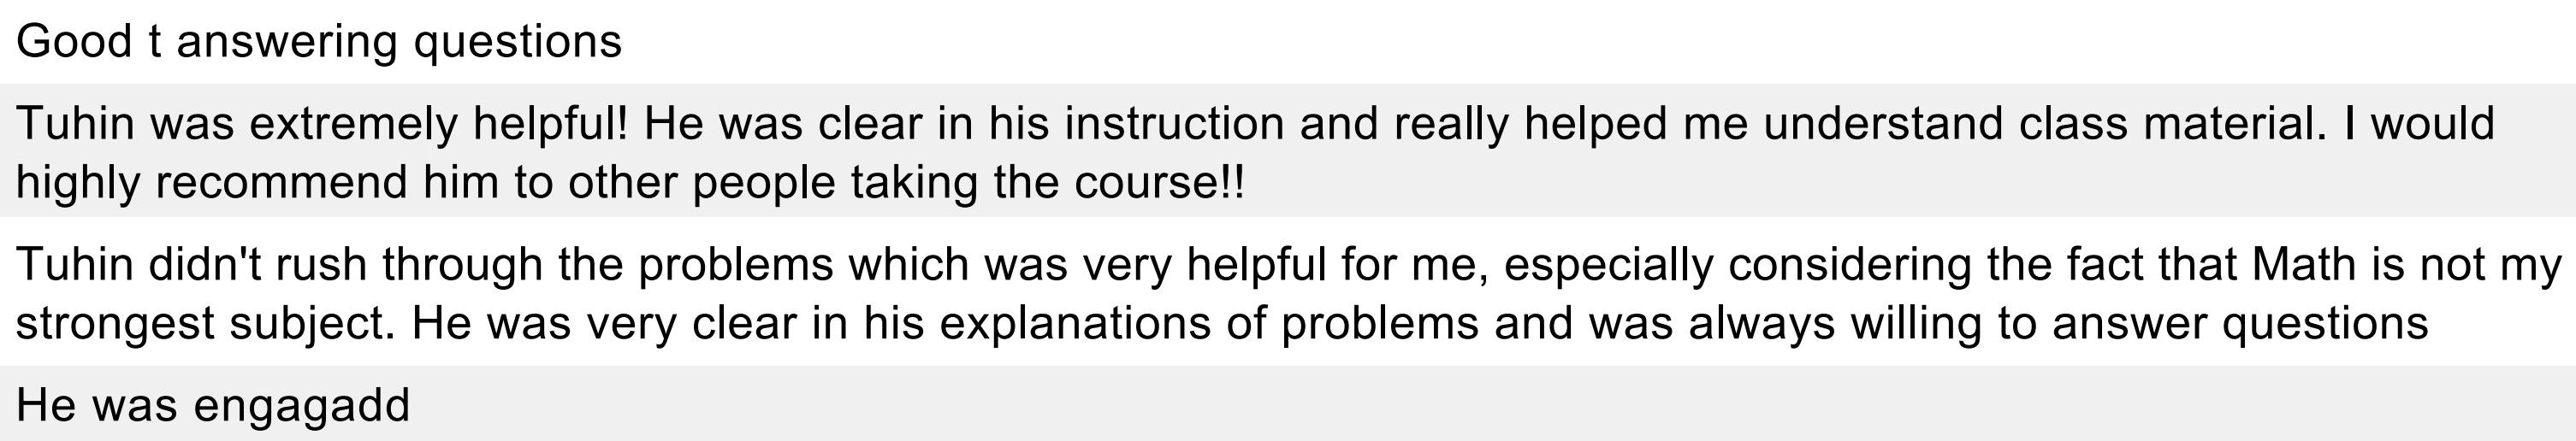 Good t answering questions
Tuhin was extremely helpful! He was clear in his instruction and really helped me understand class material. I would
highly recommend him to other people taking the course!!
Tuhin didn't rush through the problems which was very helpful for me, especially considering the fact that Math is not my
strongest subject. He was very clear in his explanations of problems and was always willing to answer questions
He was engagadd